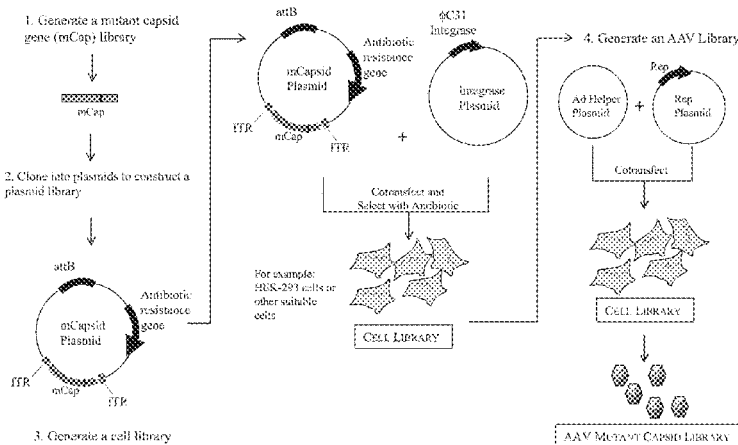 1. Generate a mutant capsid
gene (mCap) library
mCap
2. Clone into plasmids to construct a
plasmid library
attB
Antibiotic
resistance
gene
mCapsid
Plasmid
ITR
mCap
ITR
3. Generate a cell library
attB
Antibiotic
resistance
gene
mCapsid
Plasmid
ITR
mCap
ITR
+
φC31
Integrase
Integrase
Plasmid
Cotransfect and
Select with Antibiotic
For example:
HEK-293 cells or
other suitable
cells
CELL LIBRARY
4. Generate an AAV Library
Ad Helper
Plasmid
+
Rep
Rep
Plasmid
Cotransfect
CELL LIBRARY
AAV MUTANT CAPSID LIBRARY